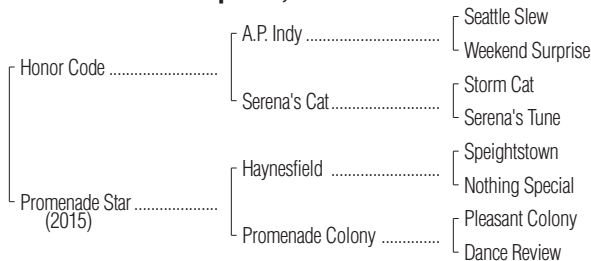 Seattle Slew
A.P. Indy ..............................
Weekend Surprise
Honor Code ........................
Storm Cat
Serena's Cat.........................
Serena's Tune
Speightstown
Haynesfield .........................
Nothing Special
Promenade Star ..................
(2015)
Pleasant Colony
Promenade Colony .............
Dance Review